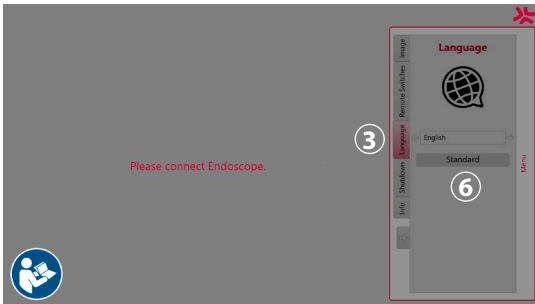 Please connect Endoscope.
Image
Remote Switches
Language
Shutdown
Info
Language
English
Standard
Menu
3
6